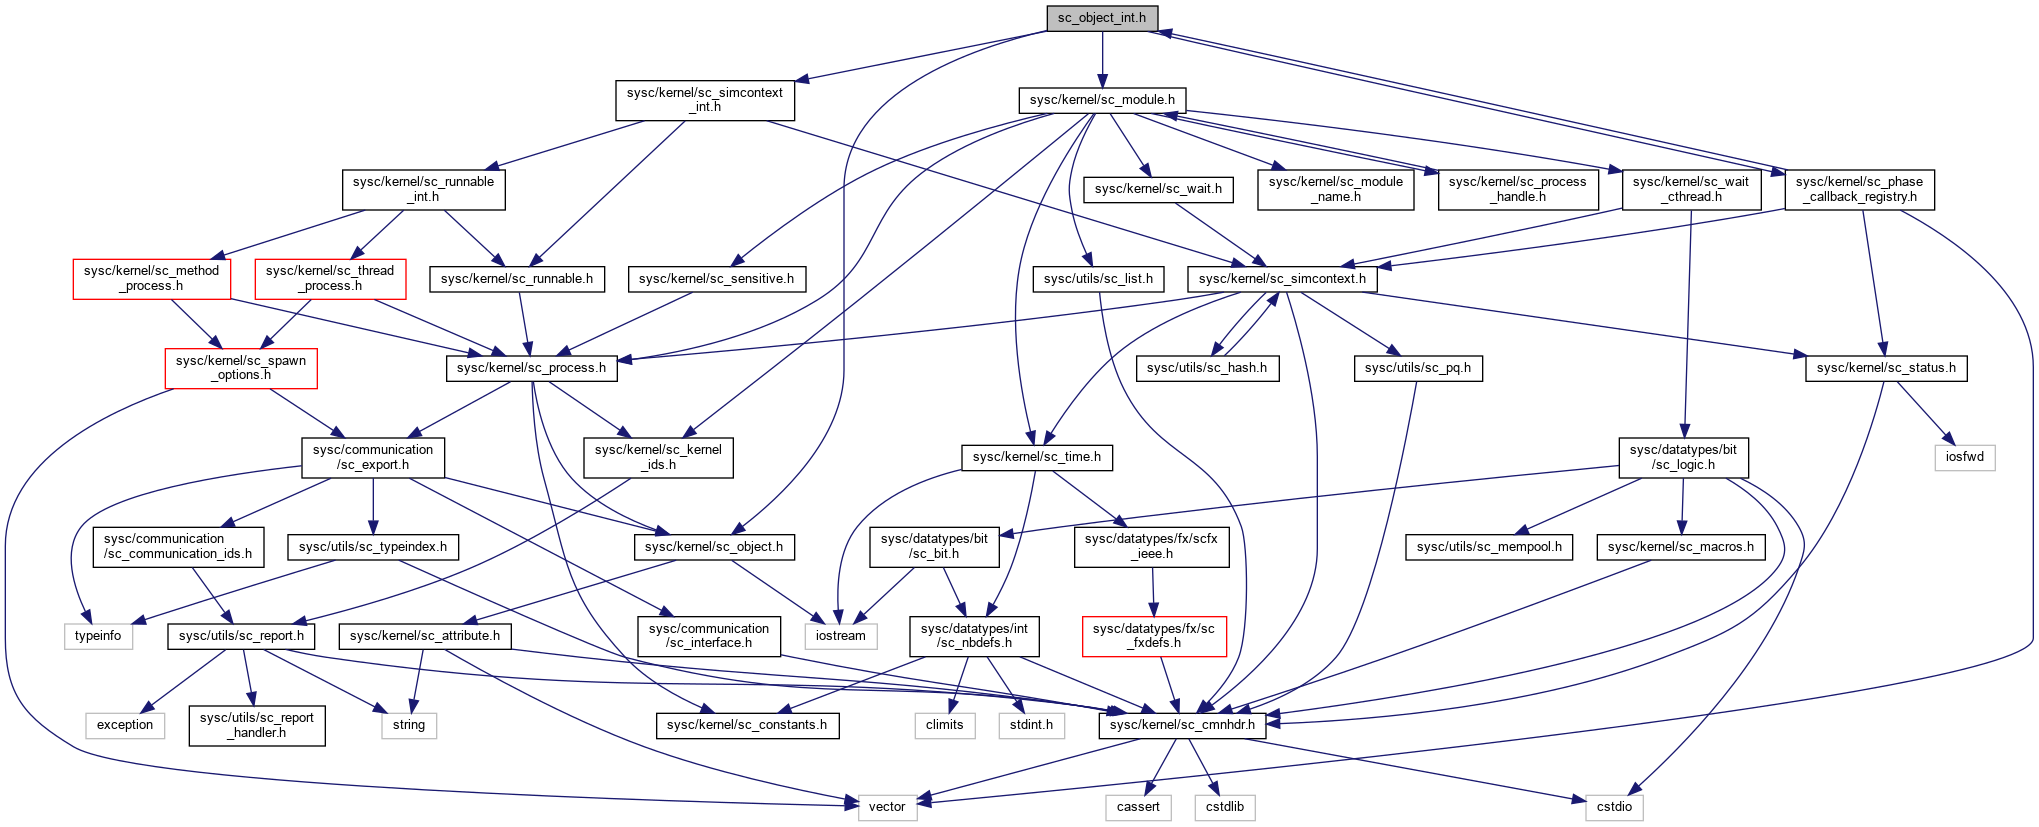 sc_object_int.h
sysc/kernel/sc_simcontext
_int.h
sysc/kernel/sc_module.h
sysc/kernel/sc_runnable
_int.h
sysc/kernel/sc_wait.h
sysc/kernel/sc_module
_name.h
sysc/kernel/sc_process
_handle.h
sysc/kernel/sc_wait
_cthread.h
sysc/kernel/sc_phase
_callback_registry.h
sysc/kernel/sc_method
_process.h
sysc/kernel/sc_thread
_process.h
sysc/kernel/sc_runnable.h
sysc/kernel/sc_sensitive.h
sysc/utils/sc_list.h
sysc/kernel/sc_simcontext.h
sysc/kernel/sc_spawn
_options.h
sysc/kernel/sc_process.h
sysc/utils/sc_hash.h
sysc/utils/sc_pq.h
sysc/kernel/sc_status.h
sysc/communication
/sc_export.h
sysc/kernel/sc_kernel
_ids.h
sysc/kernel/sc_time.h
sysc/datatypes/bit
/sc_logic.h
iosfwd
sysc/communication
/sc_communication_ids.h
sysc/utils/sc_typeindex.h
sysc/kernel/sc_object.h
sysc/datatypes/bit
/sc_bit.h
sysc/datatypes/fx/scfx
_ieee.h
sysc/utils/sc_mempool.h
sysc/kernel/sc_macros.h
typeinfo
sysc/utils/sc_report.h
sysc/kernel/sc_attribute.h
sysc/communication
/sc_interface.h
iostream
sysc/datatypes/int
/sc_nbdefs.h
sysc/datatypes/fx/sc
_fxdefs.h
exception
sysc/utils/sc_report
_handler.h
string
sysc/kernel/sc_constants.h
climits
stdint.h
sysc/kernel/sc_cmnhdr.h
vector
cassert
cstdlib
cstdio